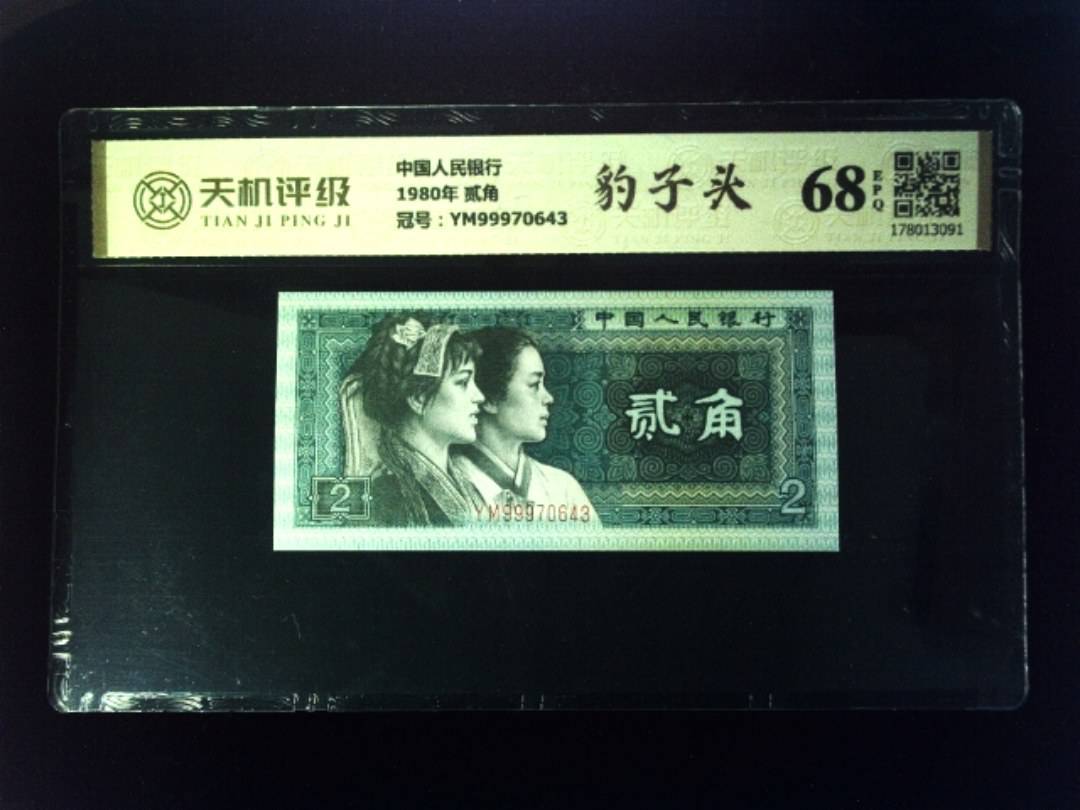 天机评级
TIAN JI PING JI
中国人民银行
1980年 贰角
冠号：YM99970643
豹子头
68
EPQ
178013091
中国人民银行
贰角
2
2
YM99970643